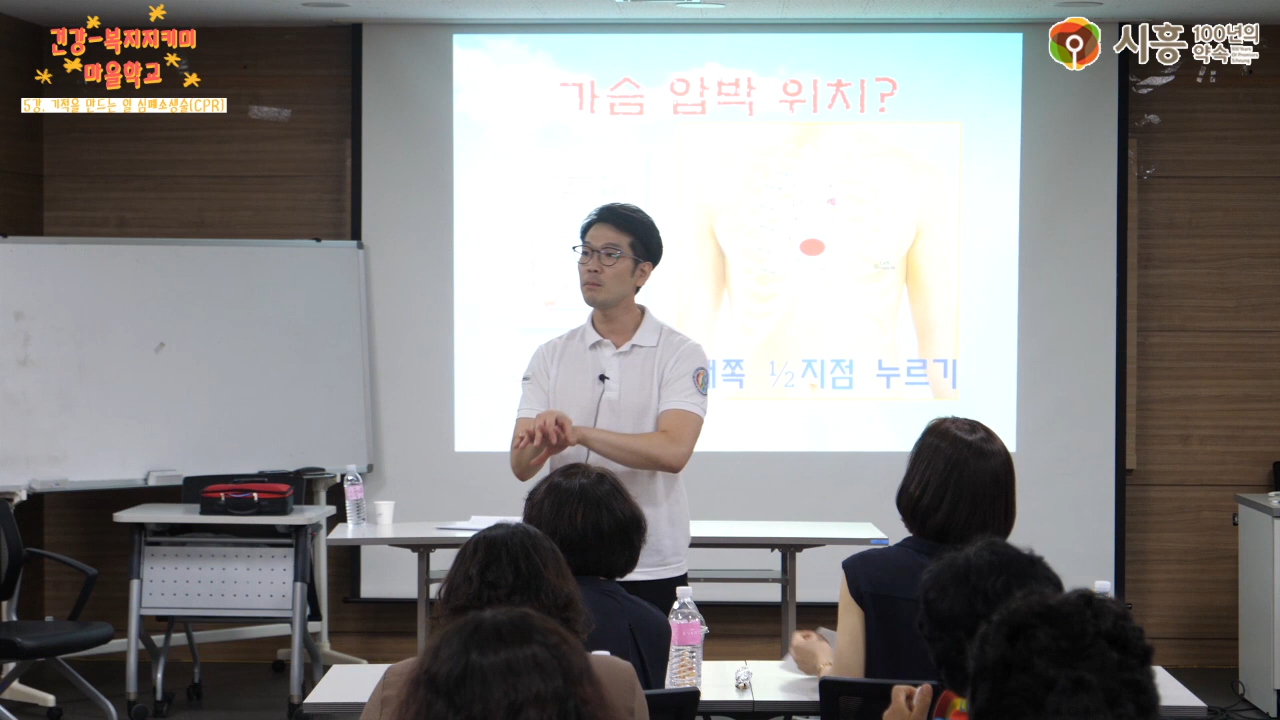 건강-복지지키미
마을학교
5강. 기적을 만드는 일 심폐소생술(CPR)
시흥
100년의
약속
가슴 압박 위치?
½지점 누르기